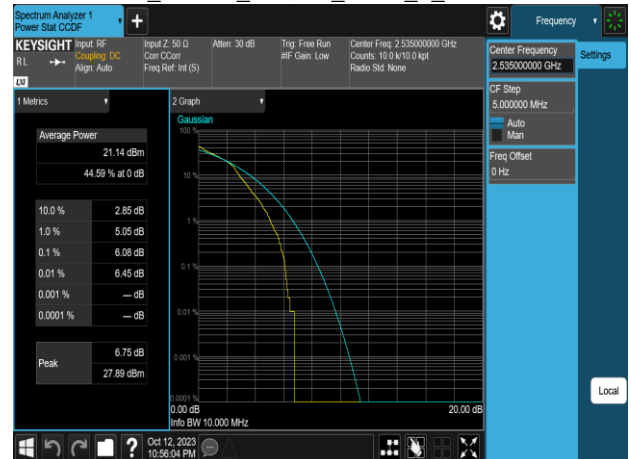 Spectrum Analyzer 1
Power Stat CCDF
+
Frequency
KEYSIGHT
RL
LXI
Input: RF
Coupling: DC
Align: Auto
Input Z: 50 Ω
Corr CCorr
Freq Ref: Int (S)
Atten: 30 dB
Trig: Free Run
#IF Gain: Low
Center Freq: 2.535000000 GHz
Counts: 10.0 k/10.0 kpt
Radio Std: None
Center Frequency
2.535000000 GHz
Settings
CF Step
5.000000 MHz
Auto
Man
Freq Offset
0 Hz
1 Metrics
Average Power
21.14 dBm
44.59 % at 0 dB
10.0 % 2.85 dB
1.0 % 5.05 dB
0.1 % 6.08 dB
0.01 % 6.45 dB
0.001 % --- dB
0.0001 % --- dB
Peak
6.75 dB
27.89 dBm
2 Graph
Gaussian
100 %
10 %
1 %
0.1 %
0.01 %
0.001 %
0.0001 %
0.00 dB 20.00 dB
Info BW 10.000 MHz
Local
?
Oct 12, 2023
10:56:04 PM